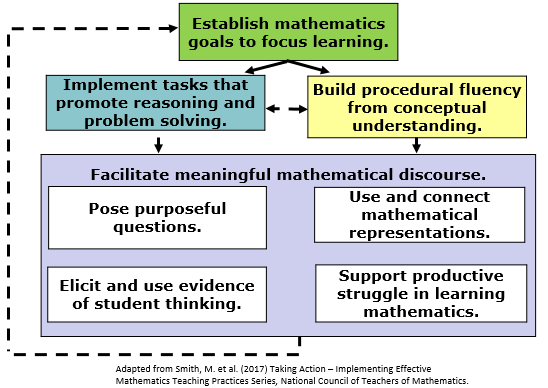 Establish mathematics
goals to focus learning.
Implement tasks that
promote reasoning and
problem solving.
Build procedural fluency
from conceptual
understanding.
Facilitate meaningful mathematical discourse.
Pose purposeful
questions.
Use and connect
mathematical
representations.
Elicit and use evidence
of student thinking.
Support productive
struggle in learning
mathematics.
Adapted from Smith, M. et al. (2017) Taking Action – Implementing Effective
Mathematics Teaching Practices Series, National Council of Teachers of Mathematics.